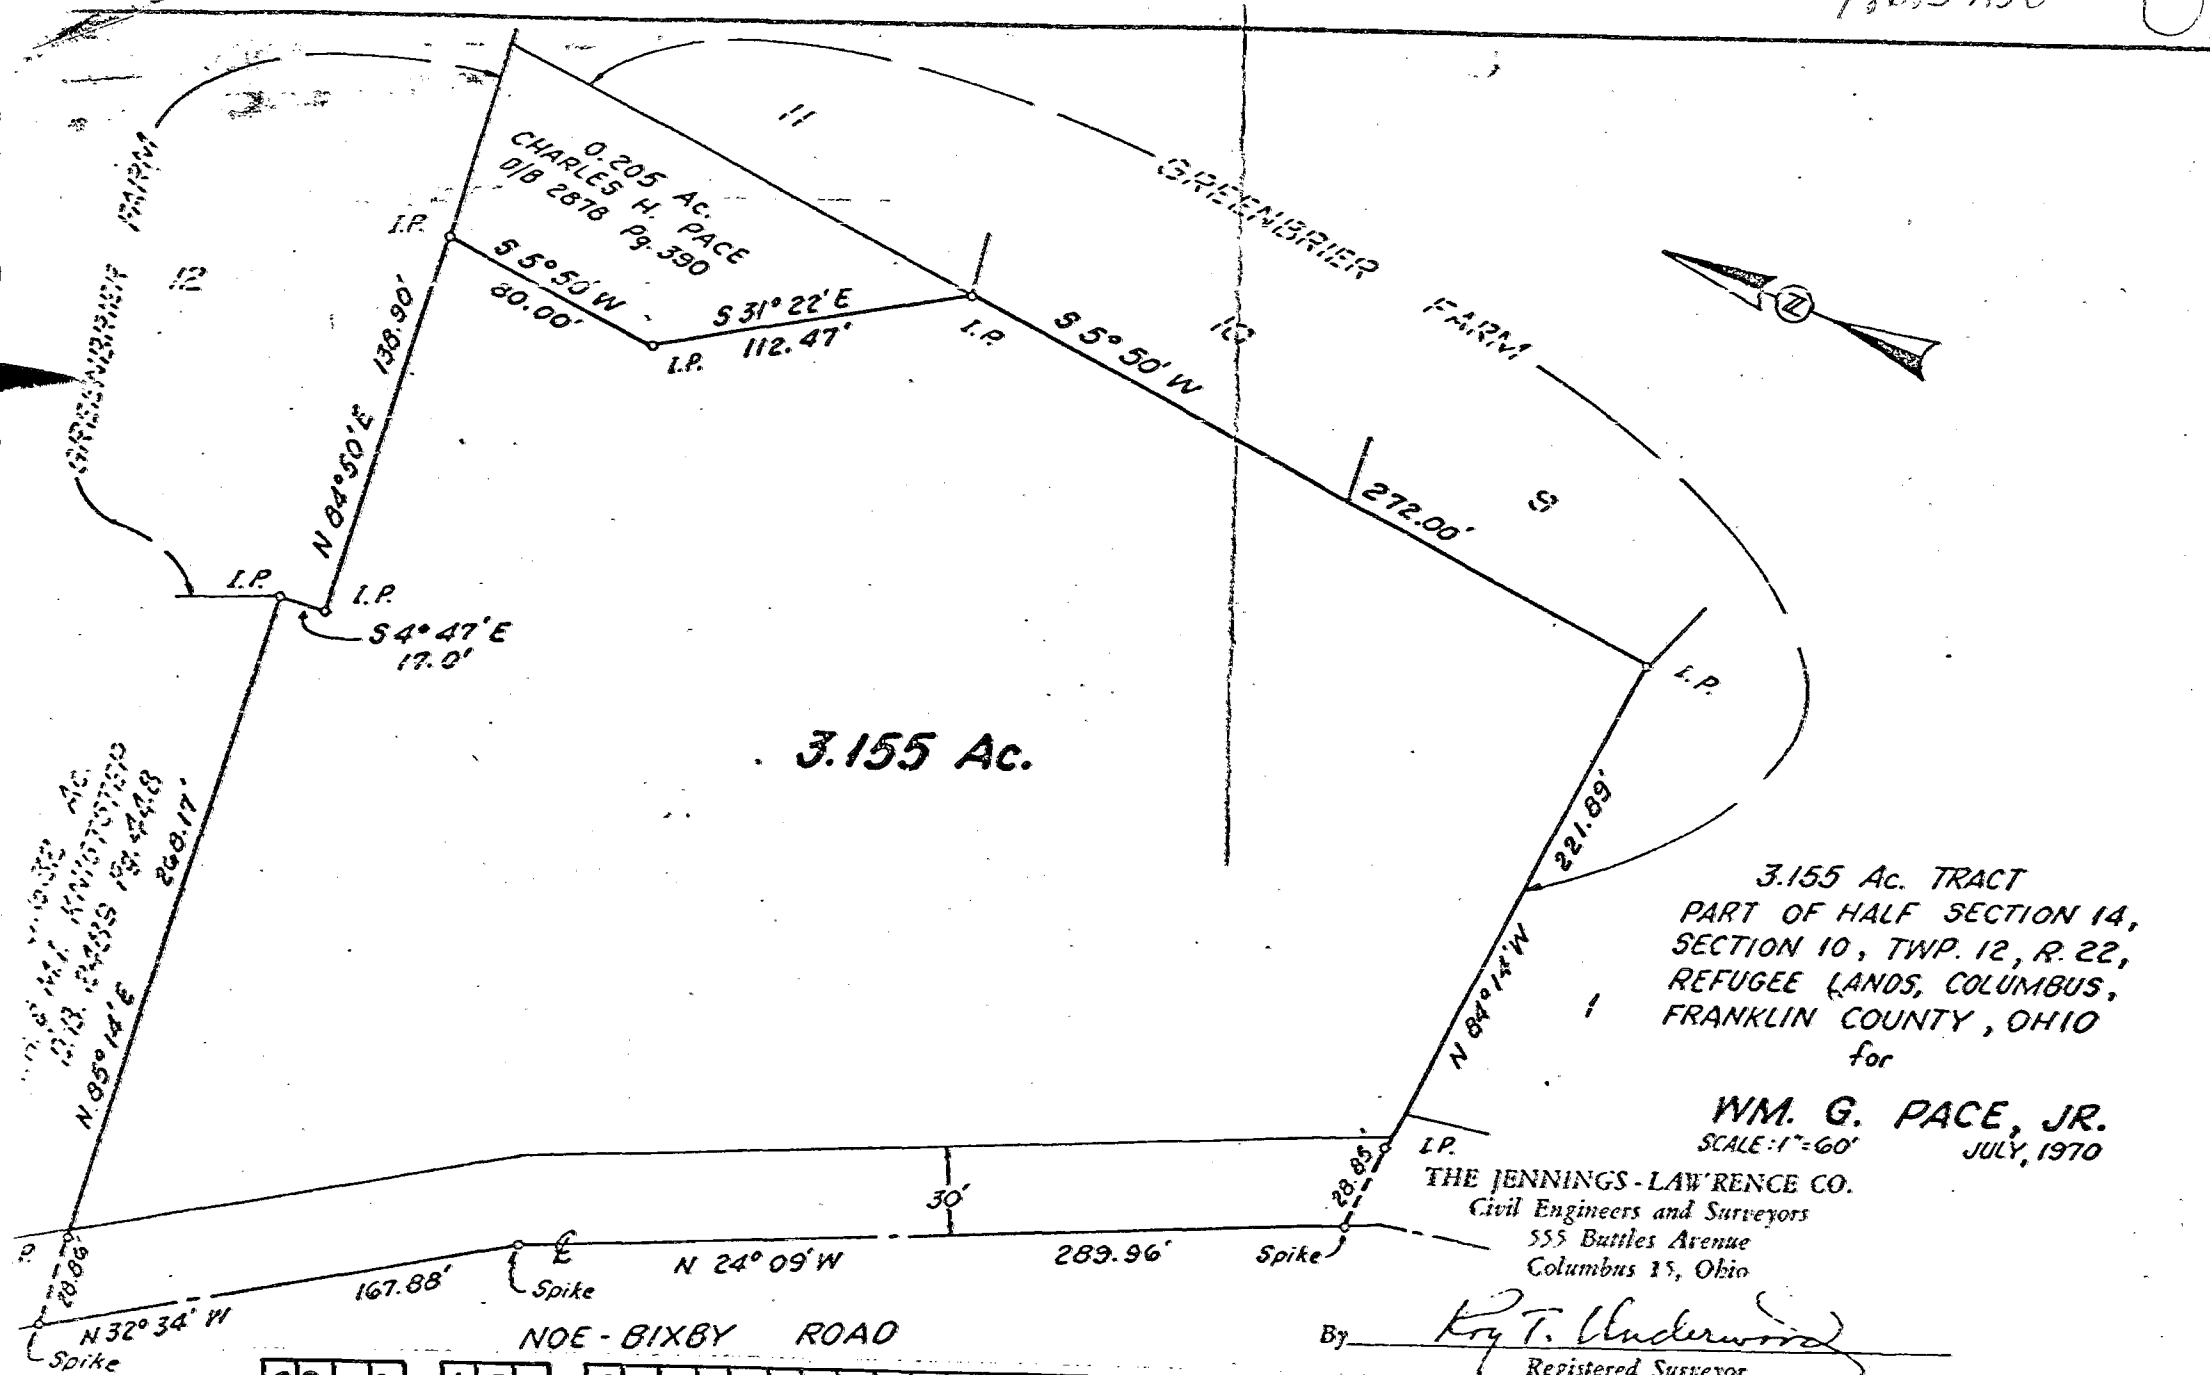 GREENBRIER FARM
12
11
0.205 Ac.
CHARLES H. PACE
D/B 2878 Pg. 390
I.P.
S 5° 50' W
80.00'
S 31° 22' E
112.47'
I.P.
I.P.
138.90'
N 84° 50' E
GREENBRIER FARM
10
9
S 5° 50' W
272.00'
I.P.
I.P.
I.P.
S 4° 47' E
17.0'
3.155 Ac.
Ac.
Pg. 448
268.17'
N 85° 14' E
221.89'
N 84° 14' W
1
I.P.
28.85'
28.86'
30'
℄
N 24° 09' W
289.96'
Spike
Spike
167.88'
N 32° 34' W
Spike
NOE - BIXBY ROAD
3.155 Ac. TRACT
PART OF HALF SECTION 14,
SECTION 10, TWP. 12, R. 22,
REFUGEE LANDS, COLUMBUS,
FRANKLIN COUNTY, OHIO
for
WM. G. PACE, JR.
SCALE: 1"=60' JULY, 1970
THE JENNINGS-LAWRENCE CO.
Civil Engineers and Surveyors
555 Buttles Avenue
Columbus 15, Ohio
By Roy T. Underwood
Registered Surveyor